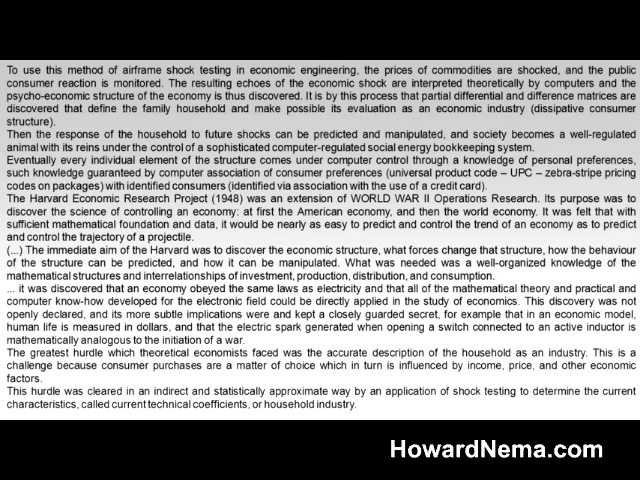 To use this method of airframe shock testing in economic engineering, the prices of commodities are shocked, and the public
consumer reaction is monitored. The resulting echoes of the economic shock are interpreted theoretically by computers and the
psycho-economic structure of the economy is thus discovered. It is by this process that partial differential and difference matrices are
discovered that define the family household and make possible its evaluation as an economic industry (dissipative consumer
structure).
Then the response of the household to future shocks can be predicted and manipulated, and society becomes a well-regulated
animal with its reins under the control of a sophisticated computer-regulated social energy bookkeeping system.
Eventually every individual element of the structure comes under computer control through a knowledge of personal preferences,
such knowledge guaranteed by computer association of consumer preferences (universal product code – UPC – zebra-stripe pricing
codes on packages) with identified consumers (identified via association with the use of a credit card).
The Harvard Economic Research Project (1948) was an extension of WORLD WAR II Operations Research. Its purpose was to
discover the science of controlling an economy: at first the American economy, and then the world economy. It was felt that with
sufficient mathematical foundation and data, it would be nearly as easy to predict and control the trend of an economy as to predict
and control the trajectory of a projectile.
(...) The immediate aim of the Harvard was to discover the economic structure, what forces change that structure, how the behaviour
of the structure can be predicted, and how it can be manipulated. What was needed was a well-organized knowledge of the
mathematical structures and interrelationships of investment, production, distribution, and consumption.
... it was discovered that an economy obeyed the same laws as electricity and that all of the mathematical theory and practical and
computer know-how developed for the electronic field could be directly applied in the study of economics. This discovery was not
openly declared, and its more subtle implications were and kept a closely guarded secret, for example that in an economic model,
human life is measured in dollars, and that the electric spark generated when opening a switch connected to an active inductor is
mathematically analogous to the initiation of a war.
The greatest hurdle which theoretical economists faced was the accurate description of the household as an industry. This is a
challenge because consumer purchases are a matter of choice which in turn is influenced by income, price, and other economic
factors.
This hurdle was cleared in an indirect and statistically approximate way by an application of shock testing to determine the current
characteristics, called current technical coefficients, or household industry.
HowardNema.com